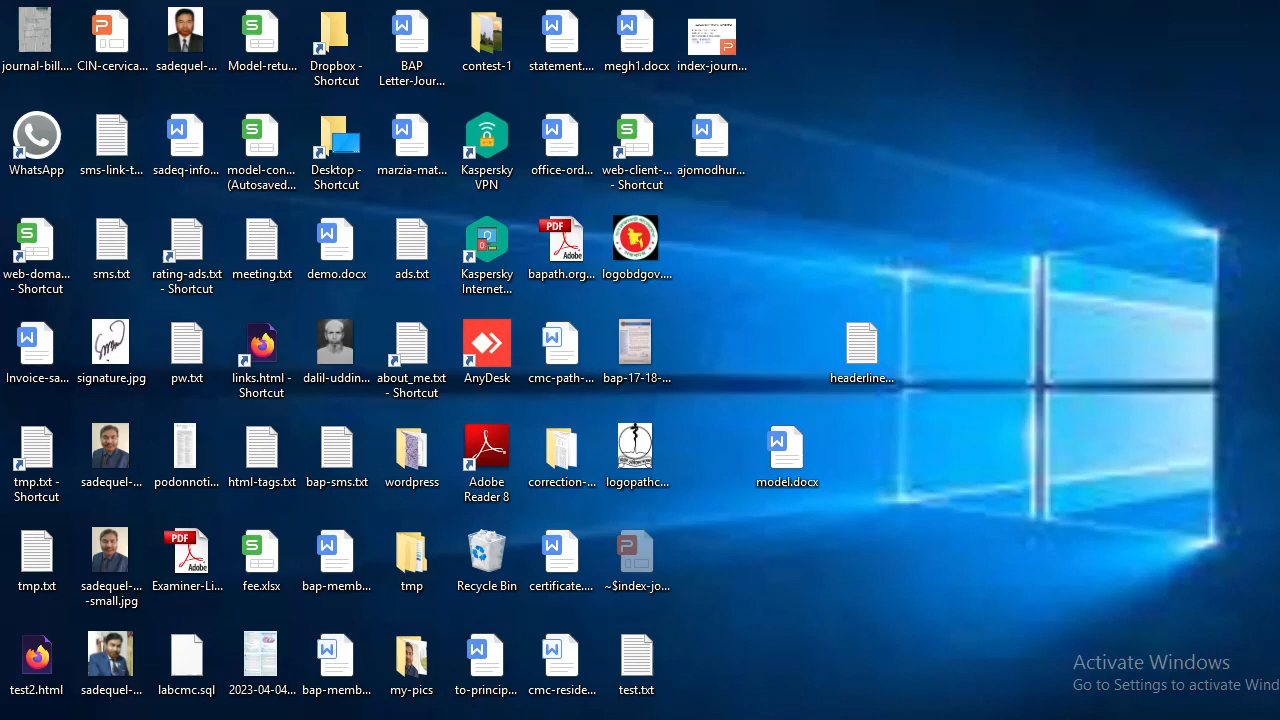 journal-bill.... CIN-cervica... sadequel-... Model-retu... Dropbox - BAP contest-1 statement.... megh1.docx index-journ...
Shortcut Letter-Jour...
WhatsApp sms-link-t... sadeq-info... model-con... Desktop - marzia-mat... Kaspersky office-ord... web-client-... ajomodhur...
(Autosaved... Shortcut VPN - Shortcut
web-doma... sms.txt rating-ads.txt meeting.txt demo.docx ads.txt Kaspersky bapath.org... logobdgov....
- Shortcut - Shortcut Internet...
Invoice-sa... signature.jpg pw.txt links.html - dalil-uddin... about_me.txt AnyDesk cmc-path-... bap-17-18-... headerline...
Shortcut - Shortcut
tmp.txt - sadequel-... podonnoti... html-tags.txt bap-sms.txt wordpress Adobe correction-... logopathc... model.docx
Shortcut Reader 8
tmp.txt sadequel-... Examiner-Li... fee.xlsx bap-memb... tmp Recycle Bin certificate.... ~$index-jo...
-small.jpg
test2.html sadequel-... labcmc.sql 2023-04-04... bap-memb... my-pics to-princip... cmc-reside... test.txt
Activate Windows
Go to Settings to activate Wind